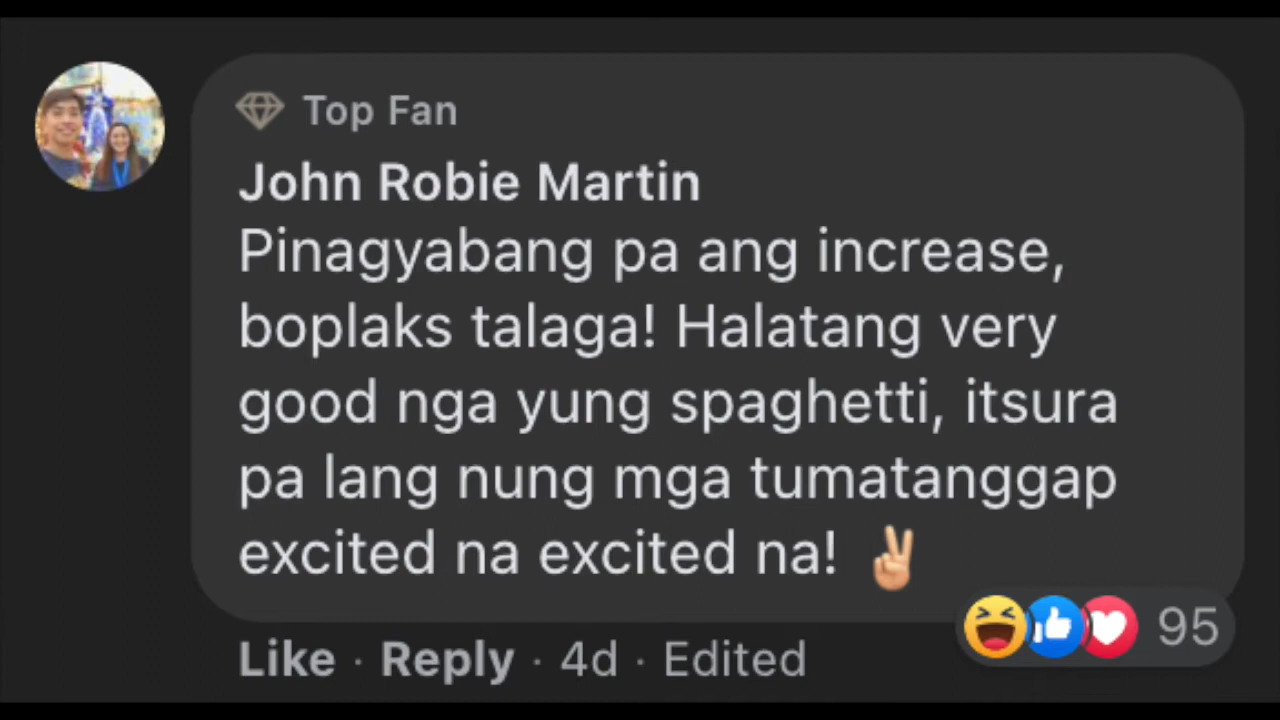 Top Fan
John Robie Martin
Pinagyabang pa ang increase,
boplaks talaga! Halatang very
good nga yung spaghetti, itsura
pa lang nung mga tumatanggap
excited na excited na! ✌🏼
Like · Reply · 4d · Edited
95